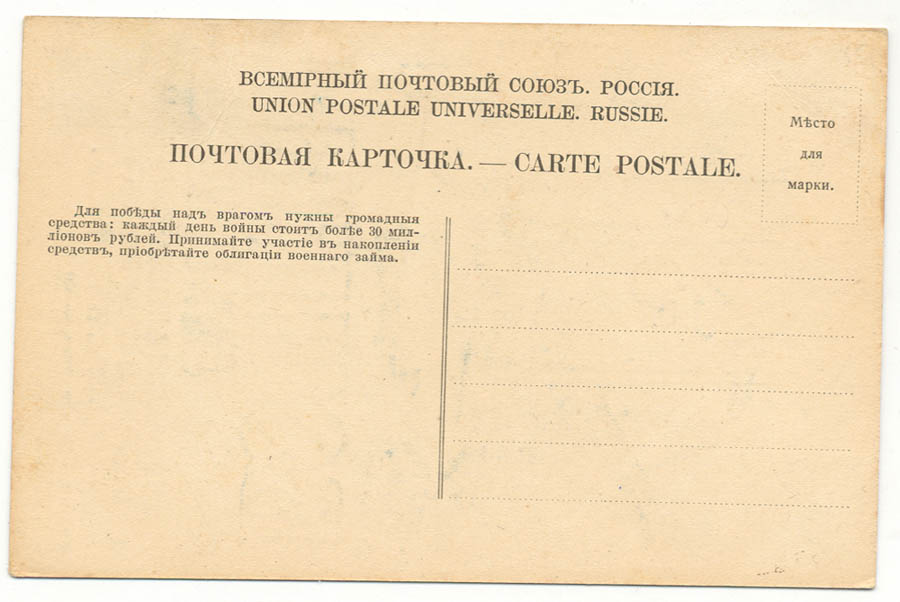 ВСЕМІРНЫЙ ПОЧТОВЫЙ СОЮЗЪ. РОССІЯ.
UNION POSTALE UNIVERSELLE. RUSSIE.
ПОЧТОВАЯ КАРТОЧКА. — CARTE POSTALE.
Мѣсто
для
марки.
Для побѣды надъ врагомъ нужны громадныя
средства: каждый день войны стоитъ болѣе 30 мил-
ліоновъ рублей. Принимайте участіе въ накопленіи
средствъ, пріобрѣтайте облигаціи военнаго займа.